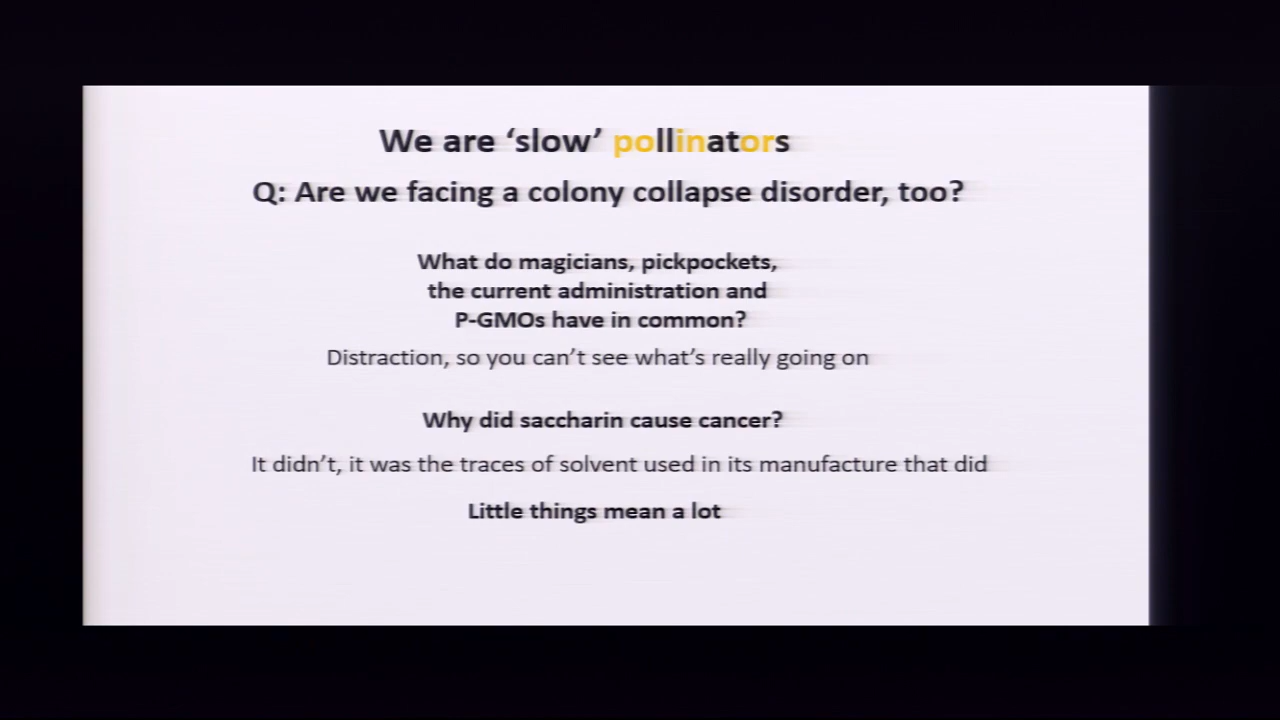 We are ‘slow’ pollinators
Q: Are we facing a colony collapse disorder, too?
What do magicians, pickpockets,
the current administration and
P-GMOs have in common?
Distraction, so you can’t see what’s really going on
Why did saccharin cause cancer?
It didn’t, it was the traces of solvent used in its manufacture that did
Little things mean a lot